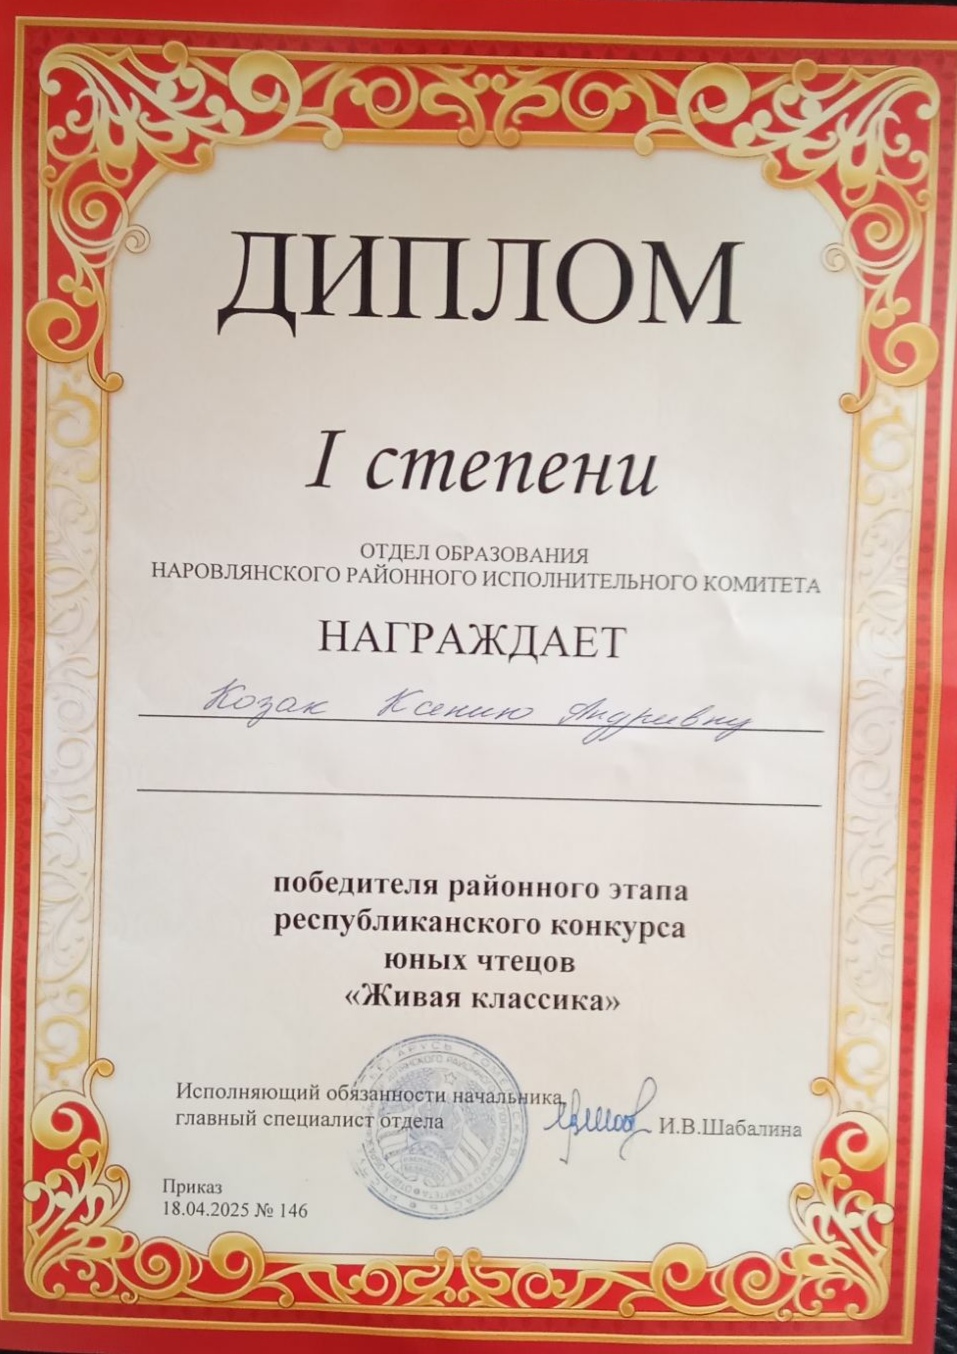 ДИПЛОМ
I степени
ОТДЕЛ ОБРАЗОВАНИЯ
НАРОВЛЯНСКОГО РАЙОННОГО ИСПОЛНИТЕЛЬНОГО КОМИТЕТА
НАГРАЖДАЕТ
Козак Ксению Андреевну
победителя районного этапа
республиканского конкурса
юных чтецов
«Живая классика»
Исполняющий обязанности начальника,
главный специалист отдела
И.В.Шабалина
Приказ
18.04.2025 № 146